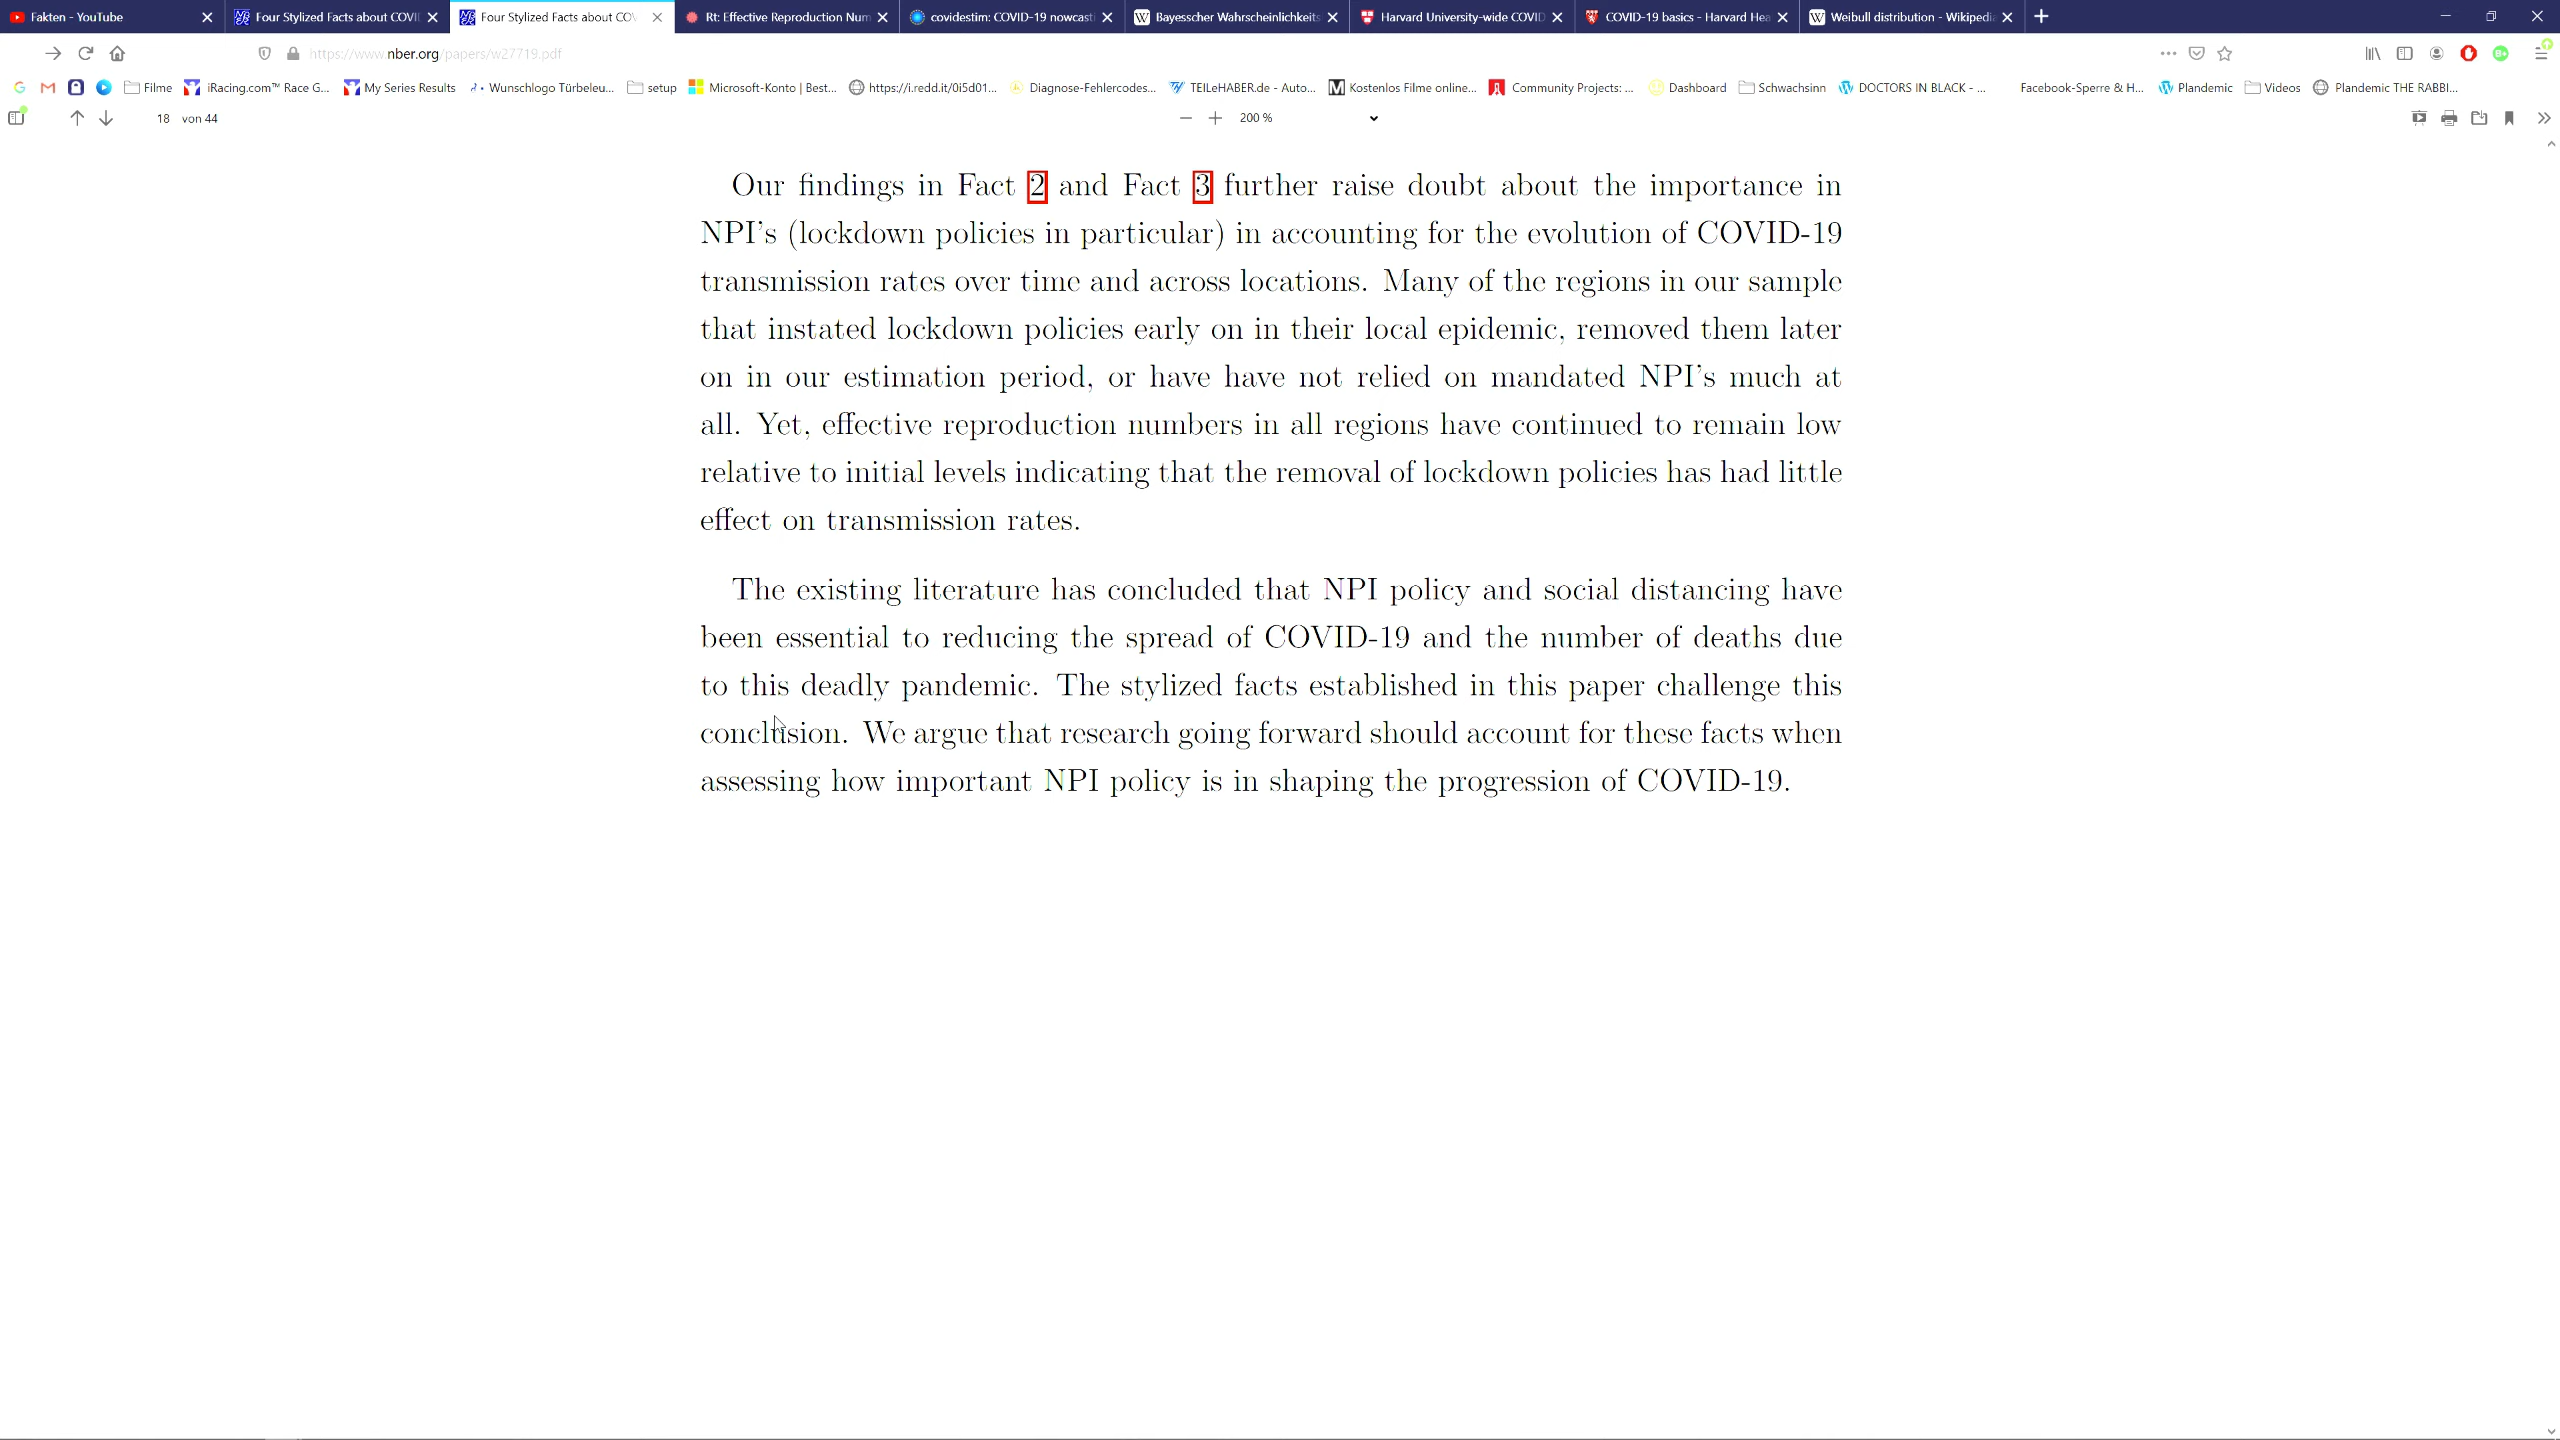 Fakten - YouTube
Four Stylized Facts about COVI
Four Stylized Facts about CO
Rt: Effective Reproduction Num
covidestim: COVID-19 nowcast
Bayesscher Wahrscheinlichkeits
Harvard University-wide COVID
COVID-19 basics - Harvard Hea
Weibull distribution - Wikipedi
https://www.nber.org/papers/w27719.pdf
Filme
iRacing.com™ Race G...
My Series Results
Wunschlogo Türbeleu...
setup
Microsoft-Konto | Best...
https://i.redd.it/0i5d01...
Diagnose-Fehlercodes...
TEILeHABER.de - Auto...
Kostenlos Filme online...
Community Projects: ...
Dashboard
Schwachsinn
DOCTORS IN BLACK - ...
Facebook-Sperre & H...
Plandemic
Videos
Plandemic THE RABBI...
18 von 44
200 %
Our findings in Fact 2 and Fact 3 further raise doubt about the importance in
NPI's (lockdown policies in particular) in accounting for the evolution of COVID-19
transmission rates over time and across locations. Many of the regions in our sample
that instated lockdown policies early on in their local epidemic, removed them later
on in our estimation period, or have have not relied on mandated NPI's much at
all. Yet, effective reproduction numbers in all regions have continued to remain low
relative to initial levels indicating that the removal of lockdown policies has had little
effect on transmission rates.
The existing literature has concluded that NPI policy and social distancing have
been essential to reducing the spread of COVID-19 and the number of deaths due
to this deadly pandemic. The stylized facts established in this paper challenge this
conclusion. We argue that research going forward should account for these facts when
assessing how important NPI policy is in shaping the progression of COVID-19.